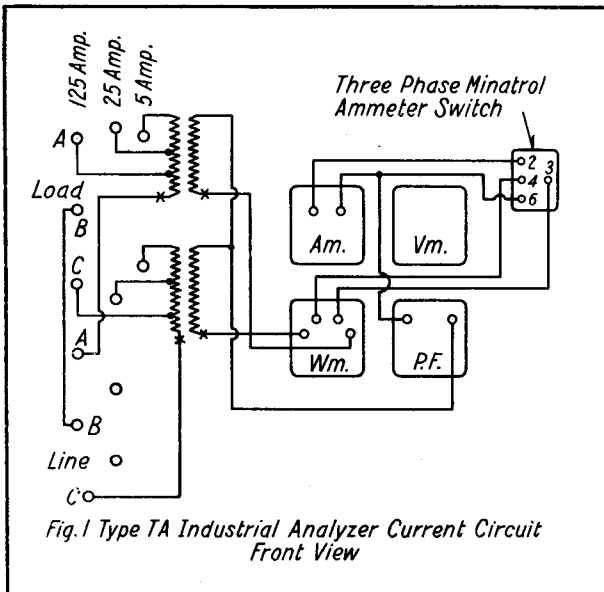 125 Amp.
25 Amp.
5 Amp.
Three Phase Minatrol
Ammeter Switch
A
Load
B
C
A
B
Line
C
2
3
4
6
Am.
Vm.
Wm.
P.F.
Fig. 1 Type TA Industrial Analyzer Current Circuit
Front View